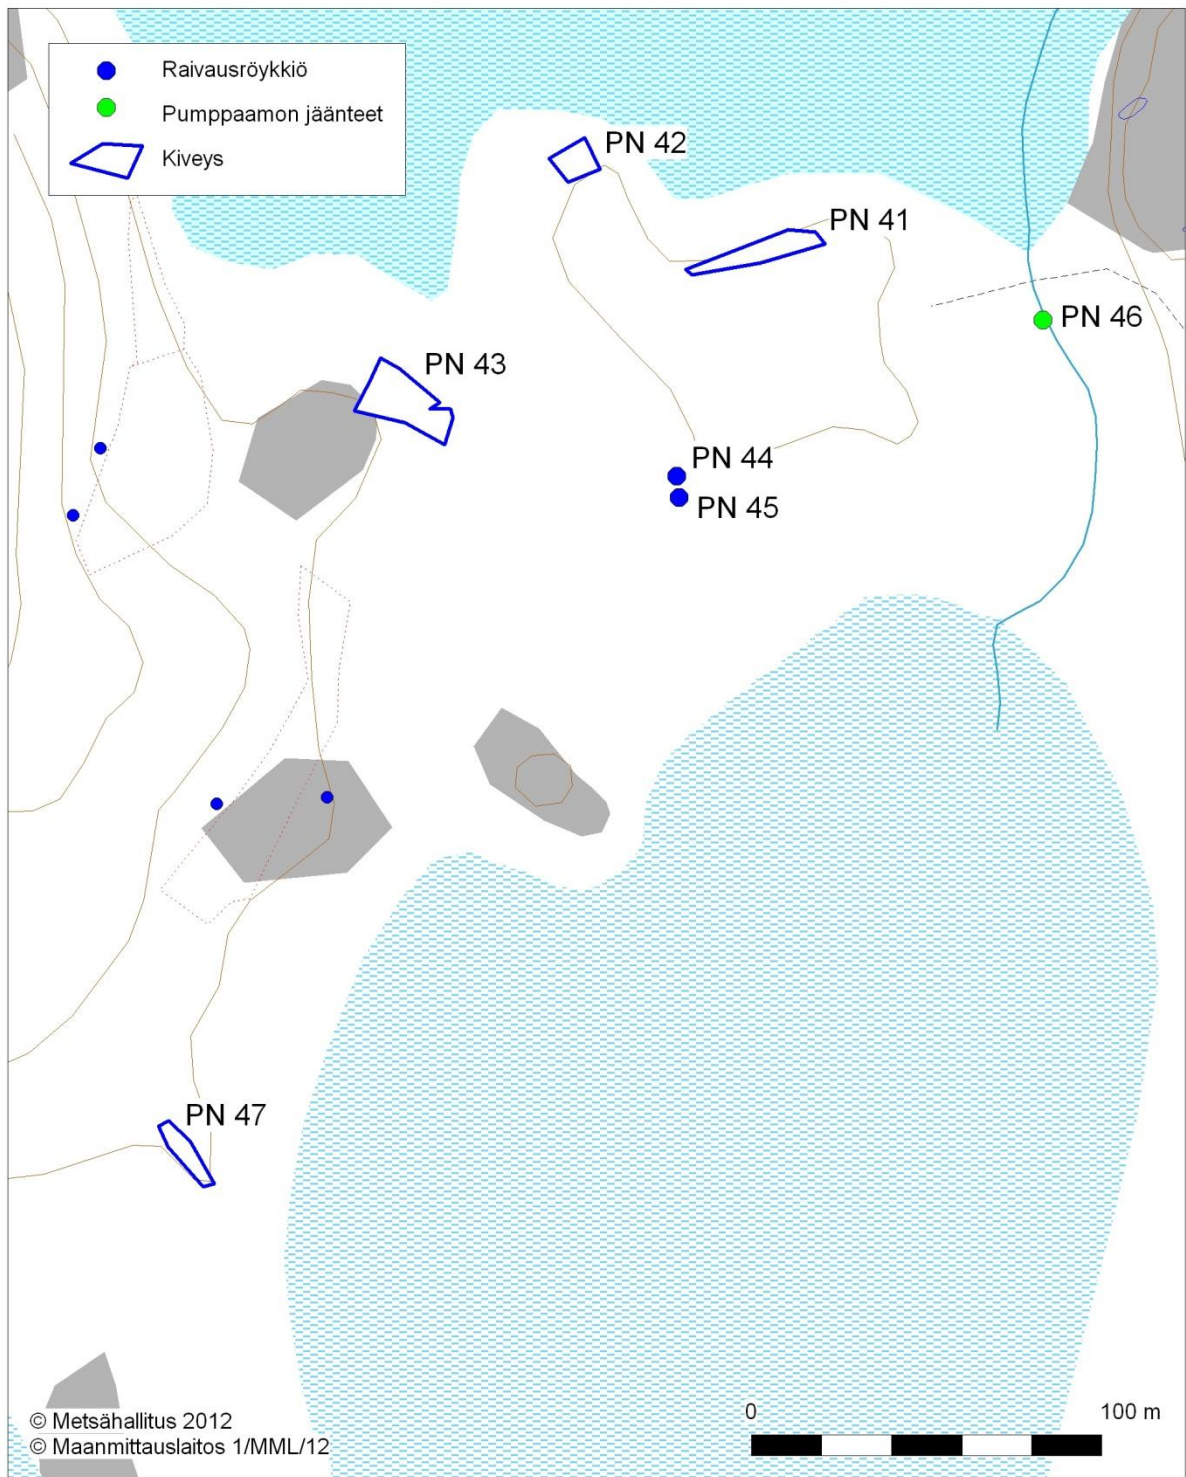 Raivausröykkiö
Pumppaamon jäänteet
Kiveys
PN 42
PN 41
PN 46
PN 43
PN 44
PN 45
PN 47
© Metsähallitus 2012
© Maanmittauslaitos 1/MML/12
0 100 m